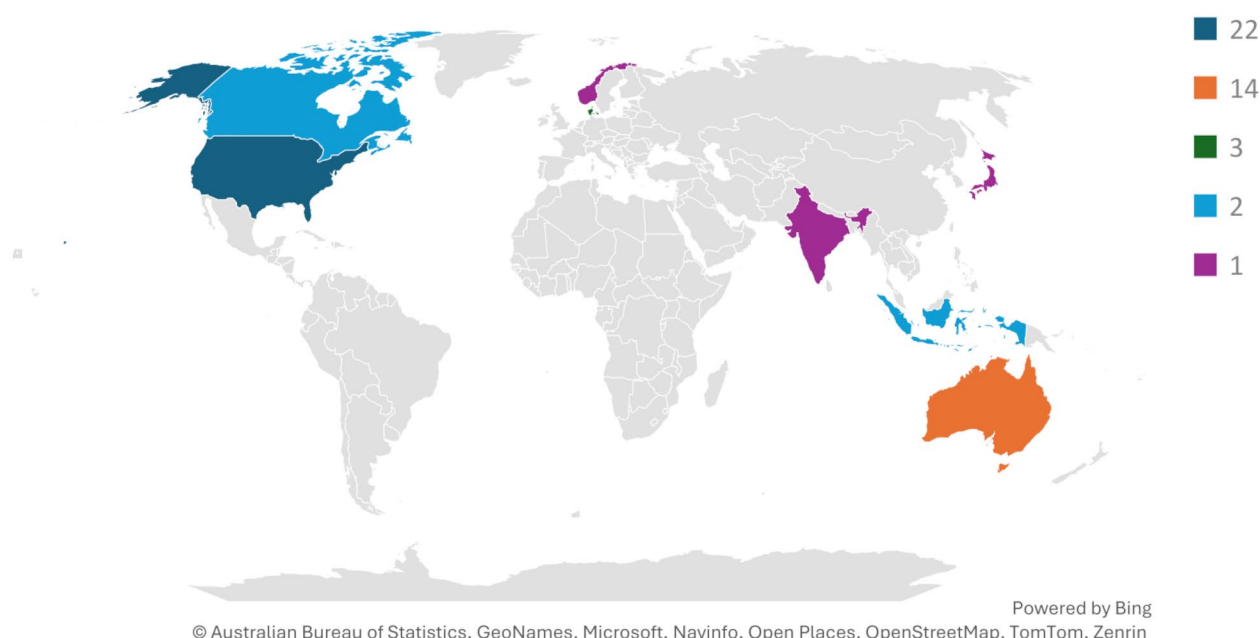 22
14
3
2
1
Powered by Bing
© Australian Bureau of Statistics, GeoNames, Microsoft, Navinfo, Open Places, OpenStreetMap, TomTom, Zenrin